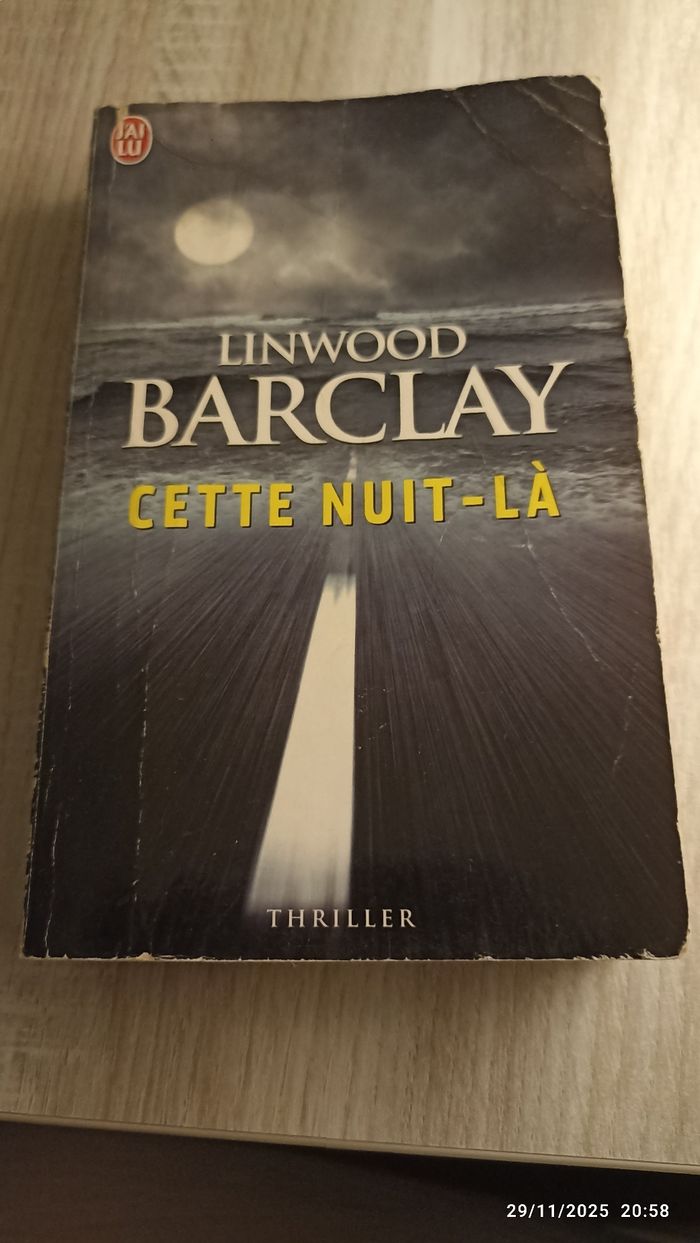 J'AI
LU
LINWOOD
BARCLAY
CETTE NUIT-LÀ
THRILLER
29/11/2025 20:58